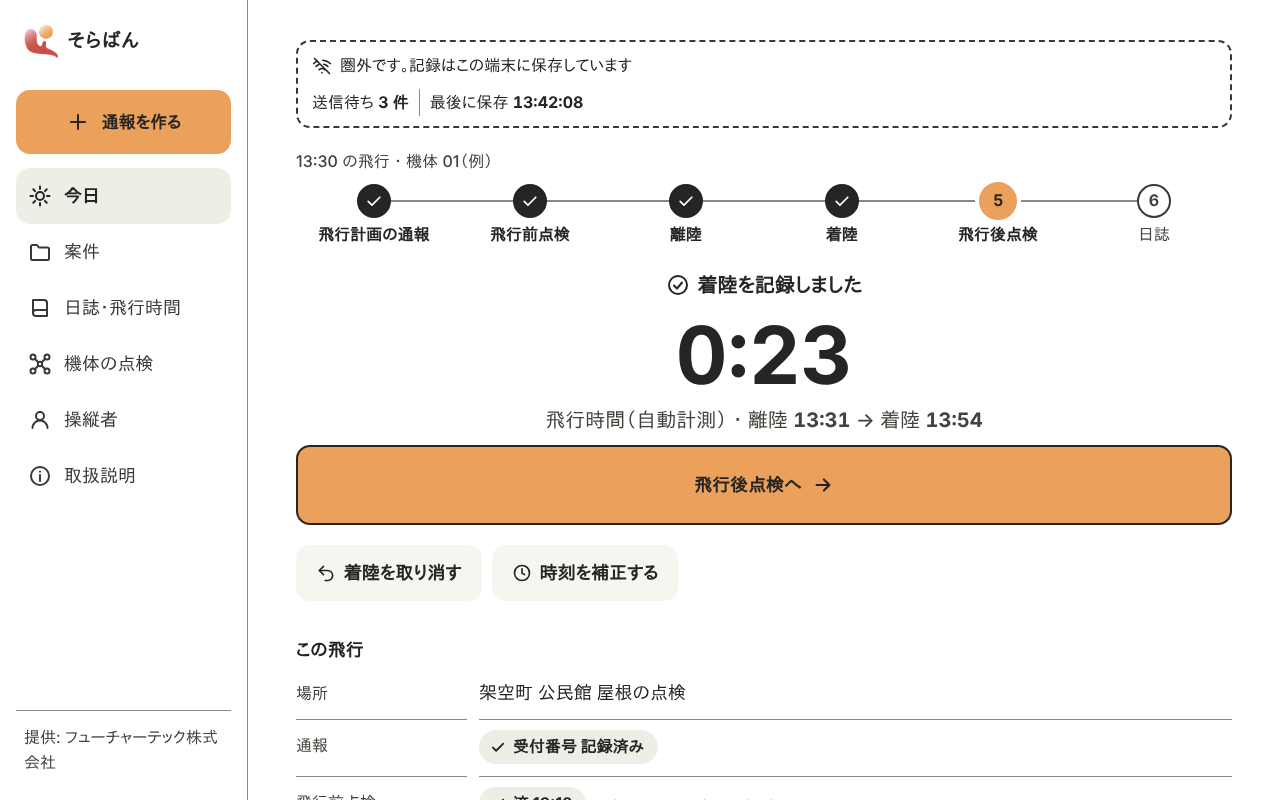 そらばん
通報を作る
今日
案件
日誌・飛行時間
機体の点検
操縦者
取扱説明
提供: フューチャーテック株式
会社
圏外です。記録はこの端末に保存しています
送信待ち 3 件 最後に保存 13:42:08
13:30 の飛行・機体 01（例）
5 6
飛行計画の通報 飛行前点検 離陸 着陸 飛行後点検 日誌
着陸を記録しました
0:23
飛行時間（自動計測）・離陸 13:31 → 着陸 13:54
飛行後点検へ →
着陸を取り消す 時刻を補正する
この飛行
場所 架空町 公民館 屋根の点検
通報 受付番号 記録済み
飛行前点検